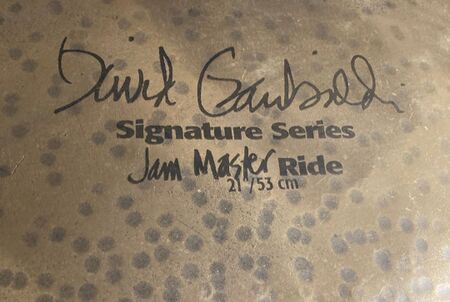 David Garibaldi
Signature Series
Jam Master Ride
21"/53 cm